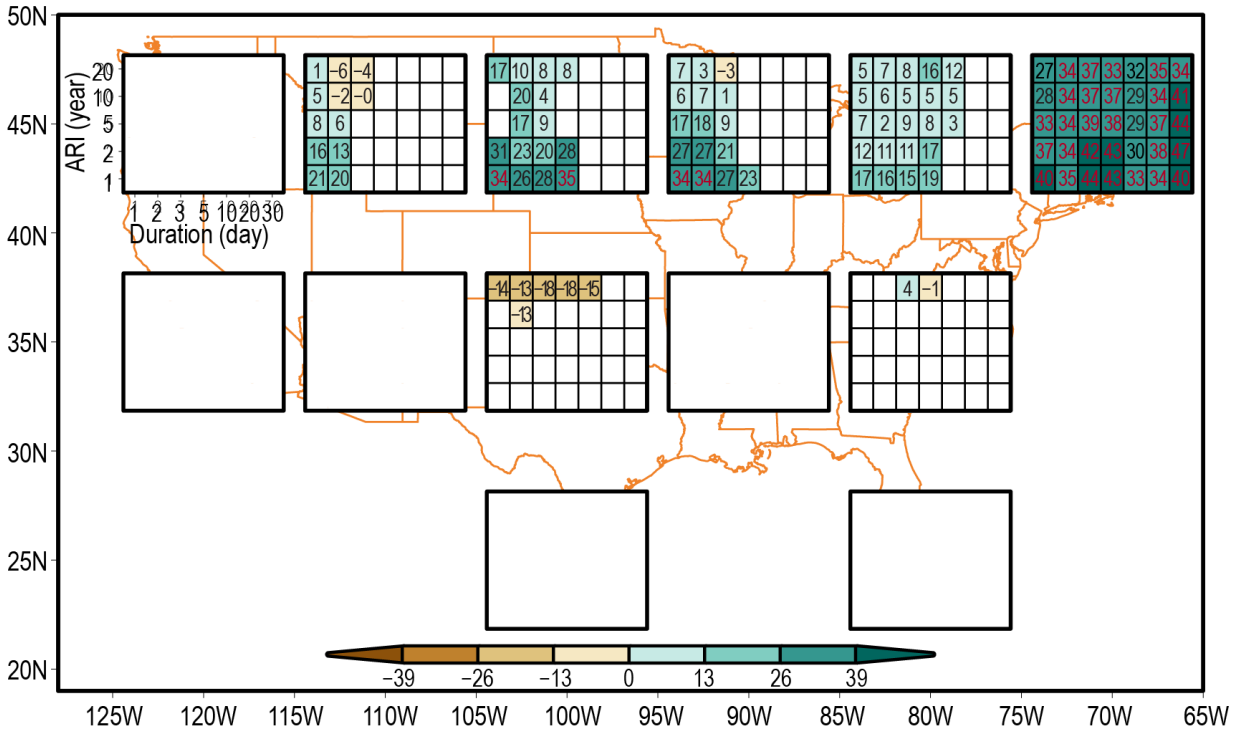 50N
20 1 −6 −4 17 10 8 8 7 3 −3 5 7 8 16 12 27 34 37 33 32 35 34
10 5 −2 −0 20 4 6 7 1 5 6 5 5 5 28 34 37 37 29 34 41
45N 5 8 6 17 9 17 18 9 7 2 9 8 3 33 34 39 38 29 37 44
2 16 13 31 23 20 28 27 27 21 12 11 11 17 37 34 42 43 30 38 47
1 21 20 34 26 28 35 34 34 27 23 17 16 15 19 40 35 44 43 33 34 40
ARI (year)
1 2 3 5 10 20 30
Duration (day)
40N
−14 −13 −18 −18 −15 4 −1
−13
35N
30N
25N
20N
−39 −26 −13 0 13 26 39
125W 120W 115W 110W 105W 100W 95W 90W 85W 80W 75W 70W 65W